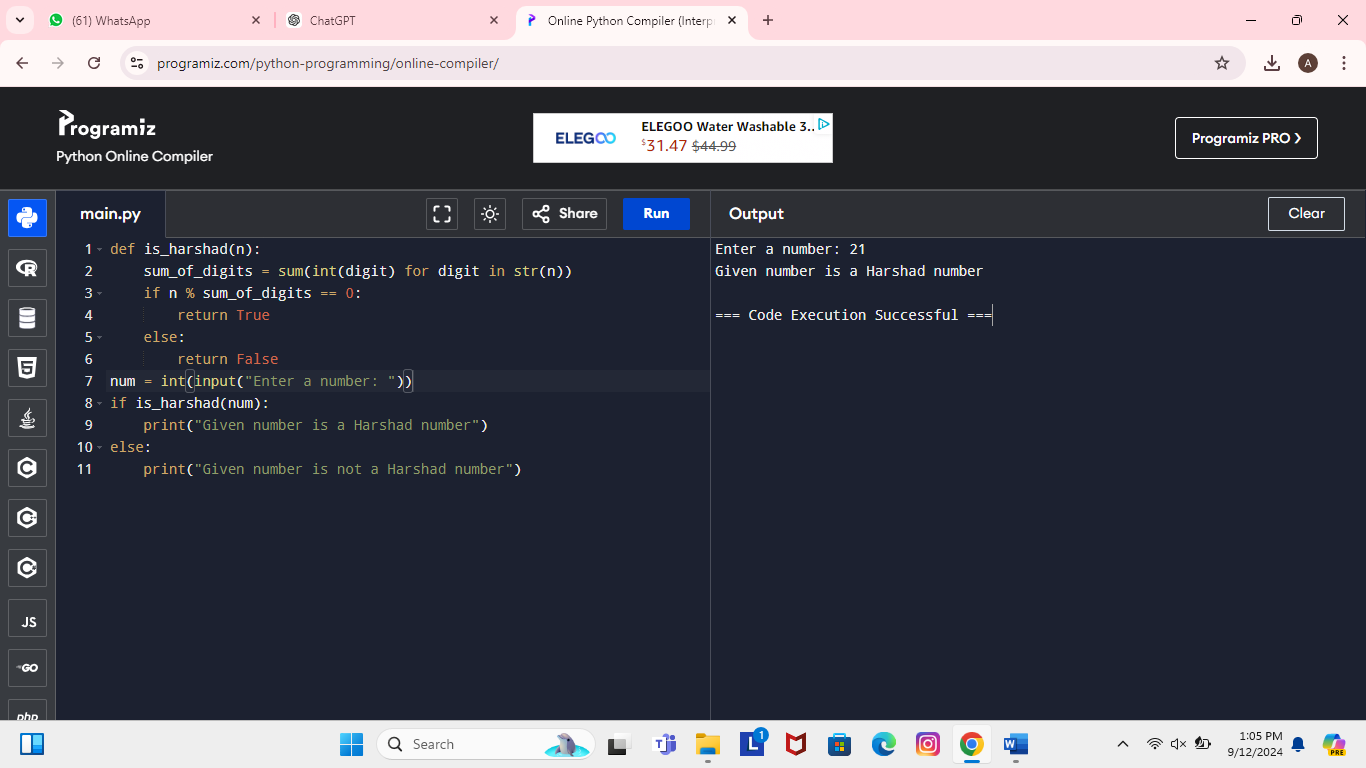 (61) WhatsApp
ChatGPT
Online Python Compiler (Interp
programiz.com/python-programming/online-compiler/
A
Programiz
Python Online Compiler
ELEGOO
ELEGOO Water Washable 3..
$31.47 $44.99
Programiz PRO >
main.py
Share
Run
Output
Clear
1 def is_harshad(n):
2     sum_of_digits = sum(int(digit) for digit in str(n))
3     if n % sum_of_digits == 0:
4         return True
5     else:
6         return False
7 num = int(input("Enter a number: "))
8 if is_harshad(num):
9     print("Given number is a Harshad number")
10 else:
11     print("Given number is not a Harshad number")
Enter a number: 21
Given number is a Harshad number
=== Code Execution Successful ===
R
5
C
C
C
JS
GO
php
Search
L
1
W
1:05 PM
9/12/2024
PRE